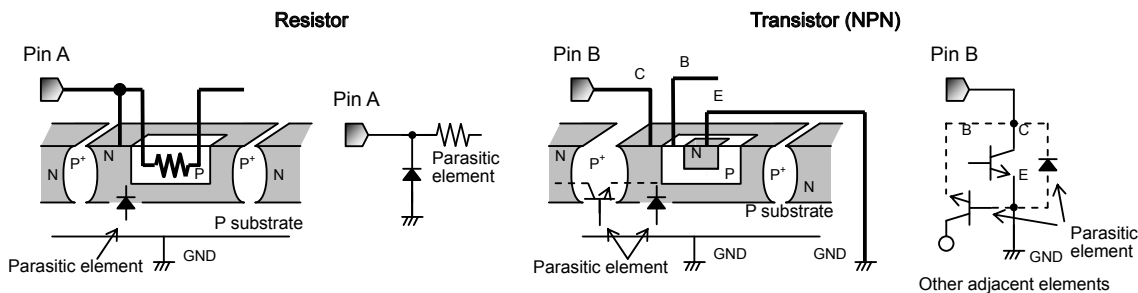 Resistor
Transistor (NPN)
Pin A
Pin A
P+
N
P+
N
P
N
Parasitic element
P substrate
GND
Parasitic element
Pin B
C
B
E
P+
N
P+
N
P
N
P substrate
GND
GND
Parasitic element
Pin B
B
C
E
GND
Parasitic element
Other adjacent elements